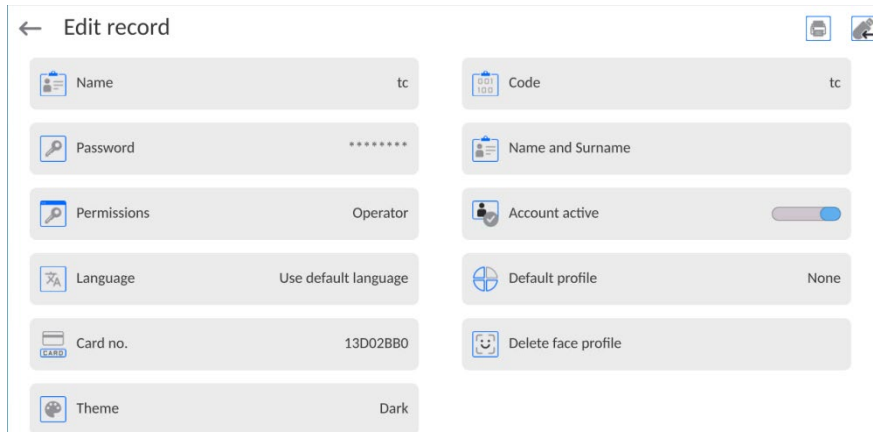 Edit record
Name tc
Code tc
Password ********
Name and Surname
Permissions Operator
Account active
Language Use default language
Default profile None
Card no. 13D02BB0
Delete face profile
Theme Dark